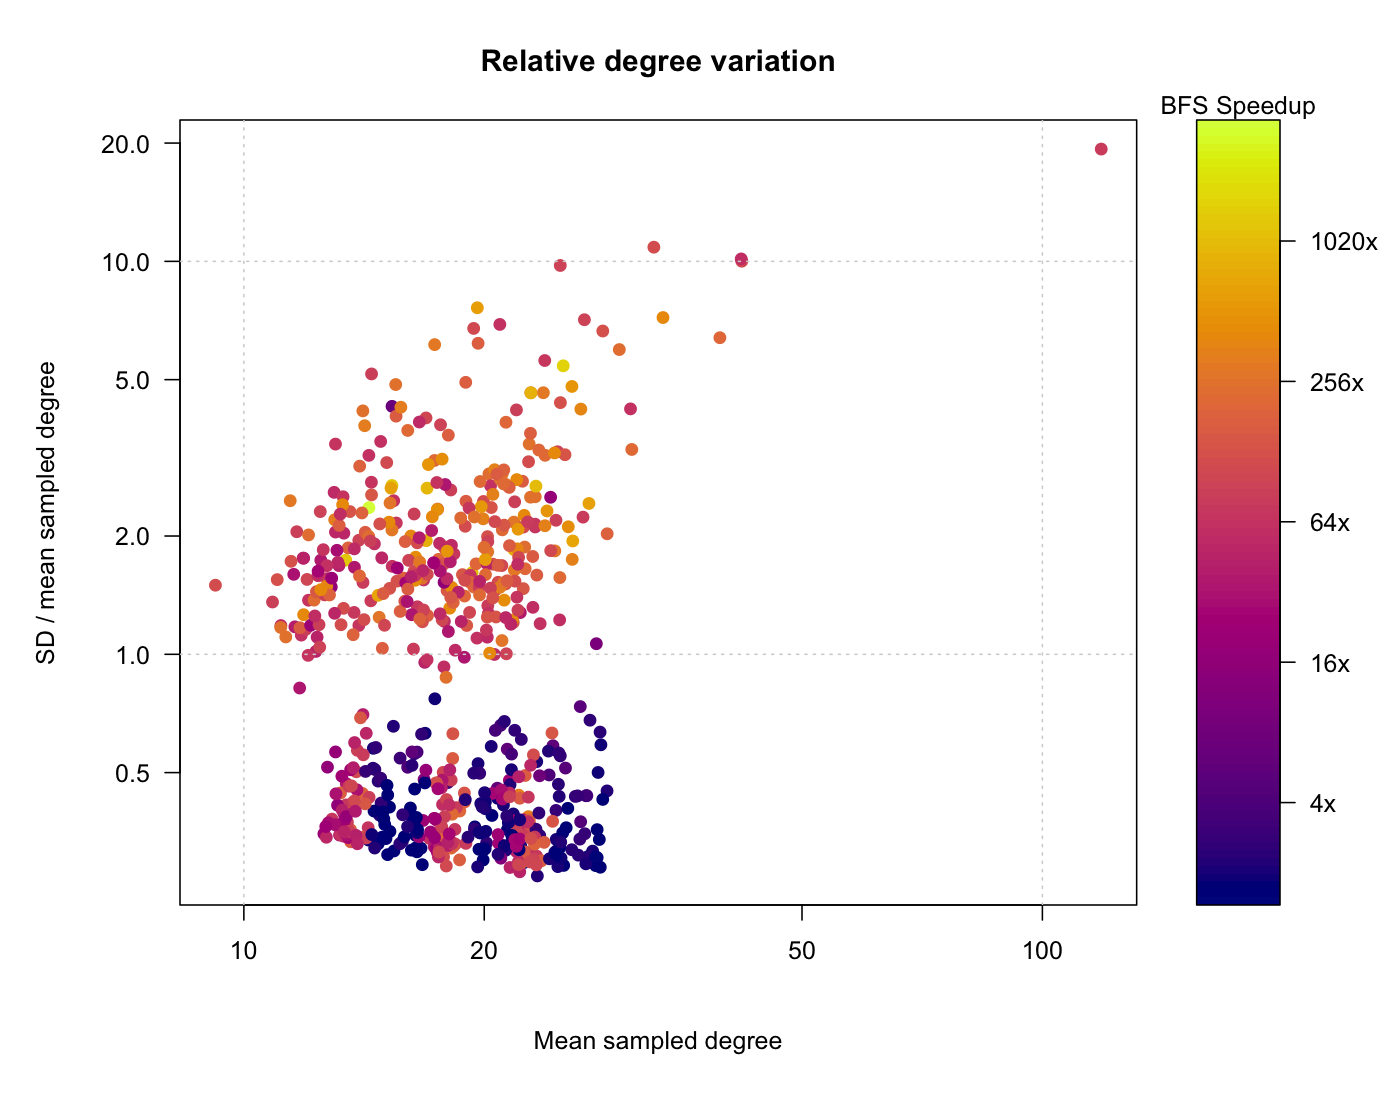 Relative degree variation
BFS Speedup
20.0
10.0
5.0
2.0
1.0
0.5
SD / mean sampled degree
10
20
50
100
Mean sampled degree
1020x
256x
64x
16x
4x